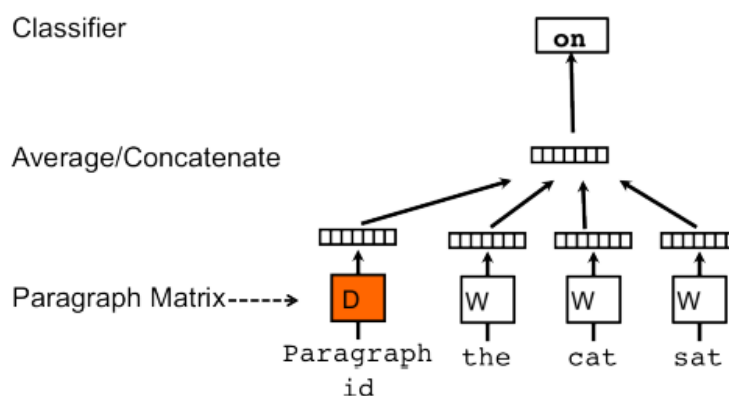 Classifier
on
Average/Concatenate
Paragraph Matrix
D
W
W
W
Paragraph
id
the
cat
sat